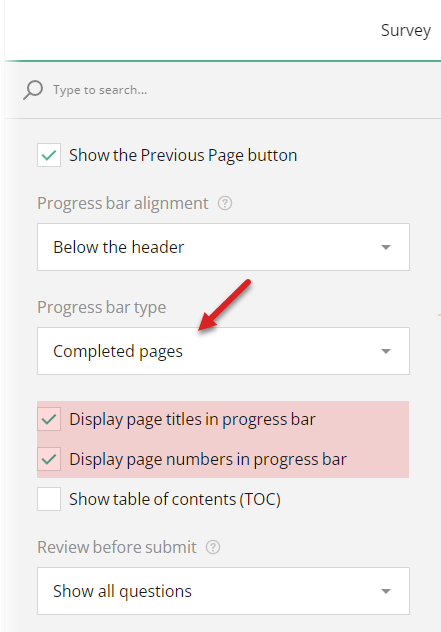 Survey
Type to search...
Show the Previous Page button
Progress bar alignment
Below the header
Progress bar type
Completed pages
Display page titles in progress bar
Display page numbers in progress bar
Show table of contents (TOC)
Review before submit
Show all questions